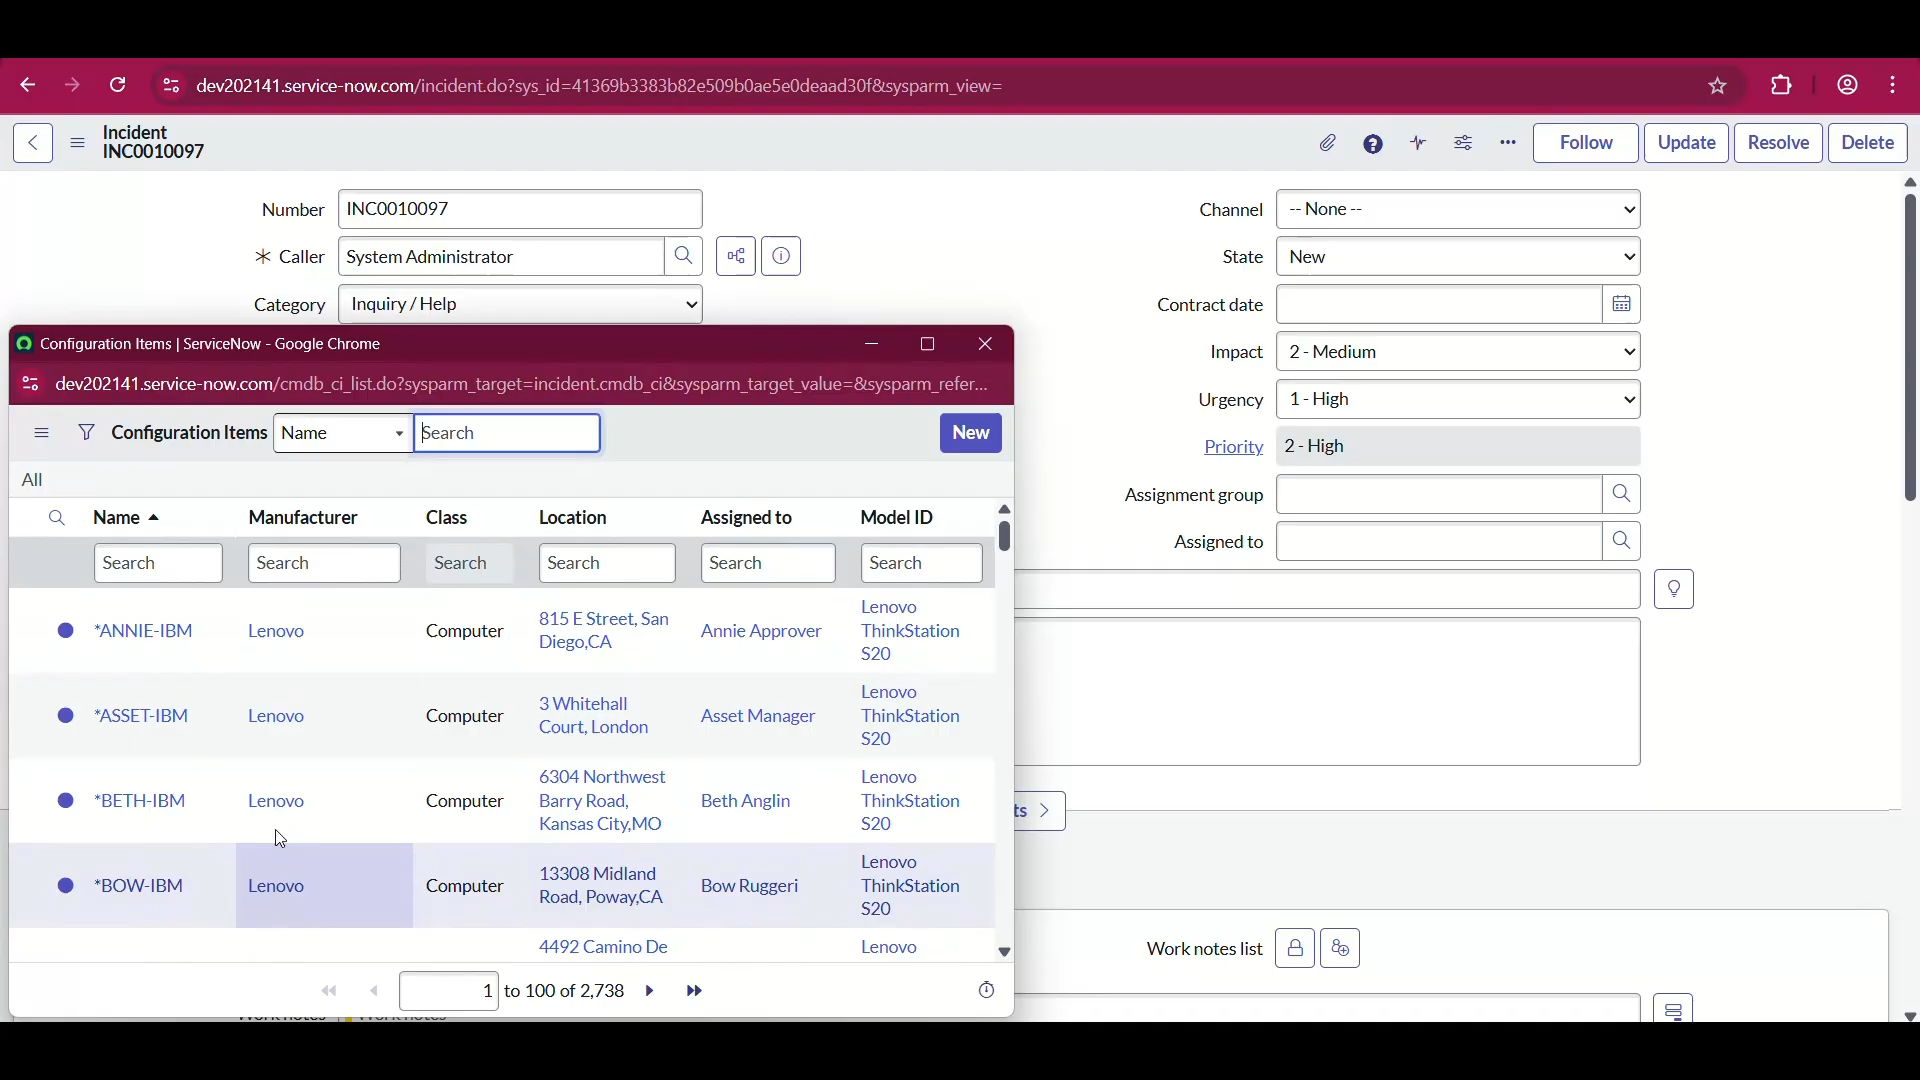 dev202141.service-now.com/incident.do?sys_id=41369b3383b82e509b0ae5e0deaad30f&sysparm_view=
Incident
INC0010097
Follow
Update
Resolve
Delete
Number
INC0010097
Channel
-- None --
Caller
System Administrator
State
New
Category
Inquiry / Help
Contract date
Impact
2 - Medium
Urgency
1 - High
Priority
2 - High
Assignment group
Assigned to
Configuration Items | ServiceNow - Google Chrome
dev202141.service-now.com/cmdb_ci_list.do?sysparm_target=incident.cmdb_ci&sysparm_target_value=&sysparm_refer...
Configuration Items
Name
Search
New
All
Name
Manufacturer
Class
Location
Assigned to
Model ID
Search
Search
Search
Search
Search
Search
*ANNIE-IBM
Lenovo
Computer
815 E Street, San
Diego,CA
Annie Approver
Lenovo
ThinkStation
S20
*ASSET-IBM
Lenovo
Computer
3 Whitehall
Court, London
Asset Manager
Lenovo
ThinkStation
S20
*BETH-IBM
Lenovo
Computer
6304 Northwest
Barry Road,
Kansas City,MO
Beth Anglin
Lenovo
ThinkStation
S20
*BOW-IBM
Lenovo
Computer
13308 Midland
Road, Poway,CA
Bow Ruggeri
Lenovo
ThinkStation
S20
4492 Camino De
Lenovo
1 to 100 of 2,738
ts
Work notes list